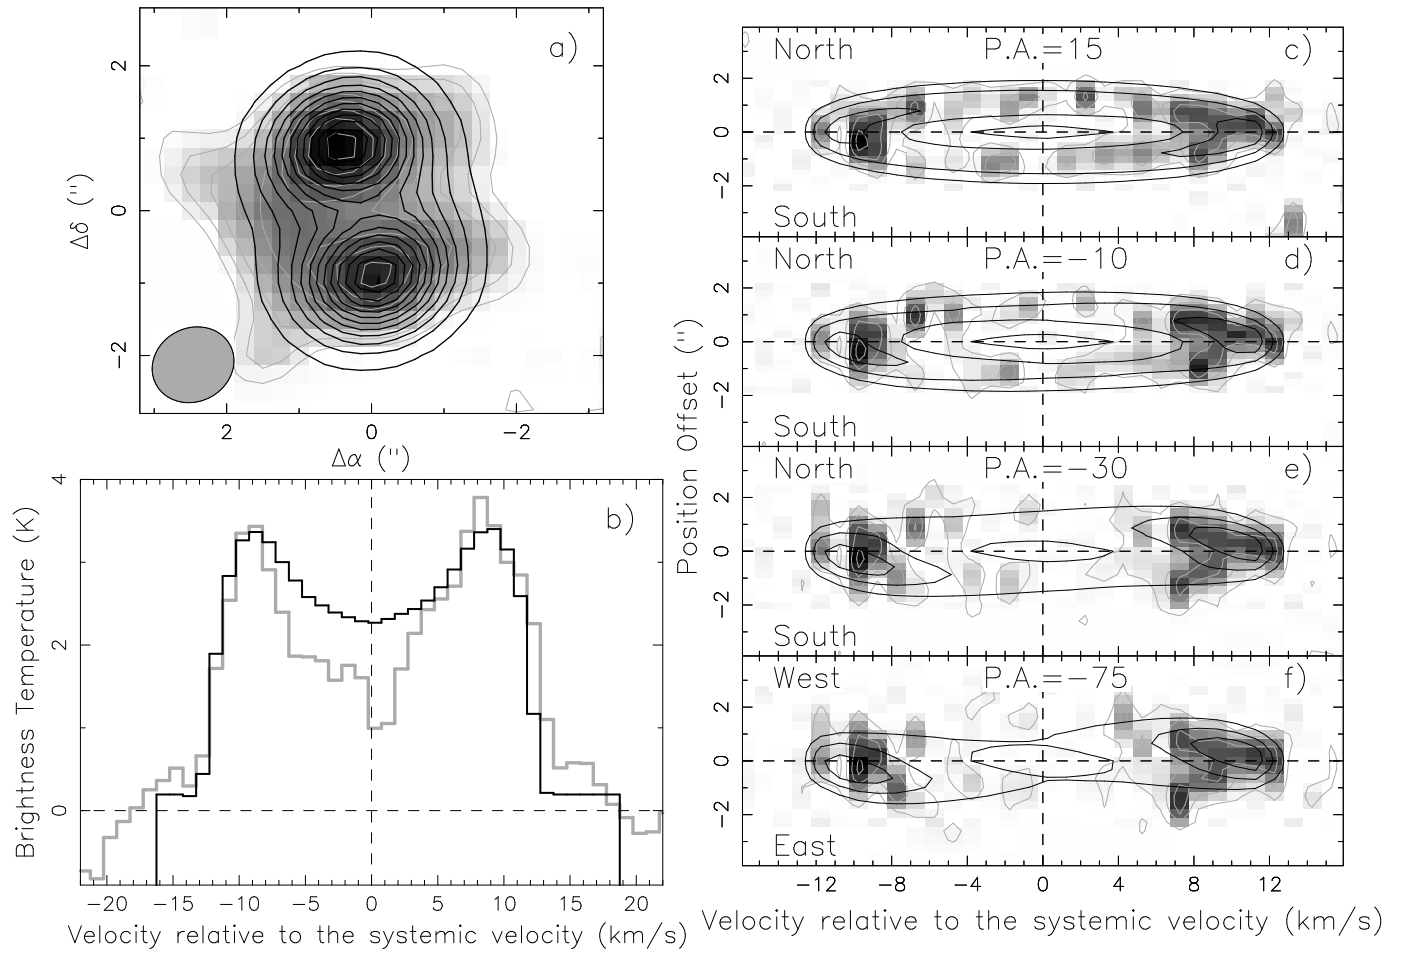 a)
2
0
−2
Δδ ('')
2
0
−2
Δα ('')
b)
4
2
0
Brightness Temperature (K)
−20 −15 −10 −5 0 5 10 15 20
Velocity relative to the systemic velocity (km/s)
North P.A.=15 c)
2
0
−2
South
North P.A.=−10 d)
2
0
−2
South
North P.A.=−30 e)
2
0
−2
South
West P.A.=−75 f)
2
0
−2
East
Position Offset ('')
−12 −8 −4 0 4 8 12
Velocity relative to the systemic velocity (km/s)